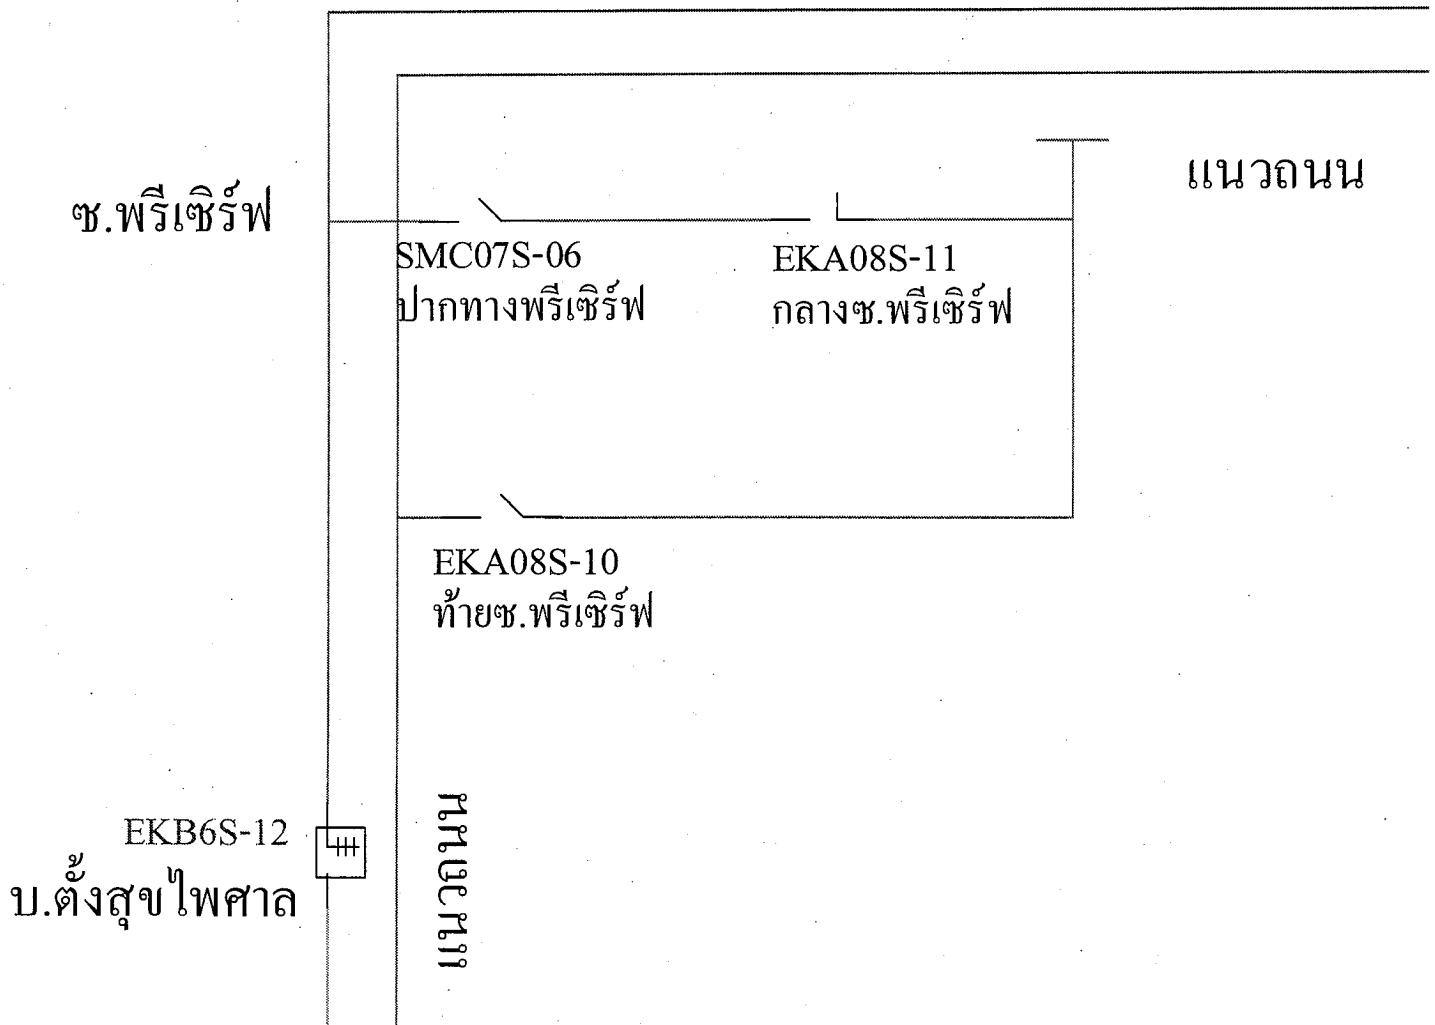 แนวถนน
ซ.พรีเซิร์ฟ
SMC07S-06
ปากทางพรีเซิร์ฟ
EKA08S-11
กลางซ.พรีเซิร์ฟ
EKA08S-10
ท้ายซ.พรีเซิร์ฟ
EKB6S-12
บ.ตั้งสุขไพศาล
แนวถนน